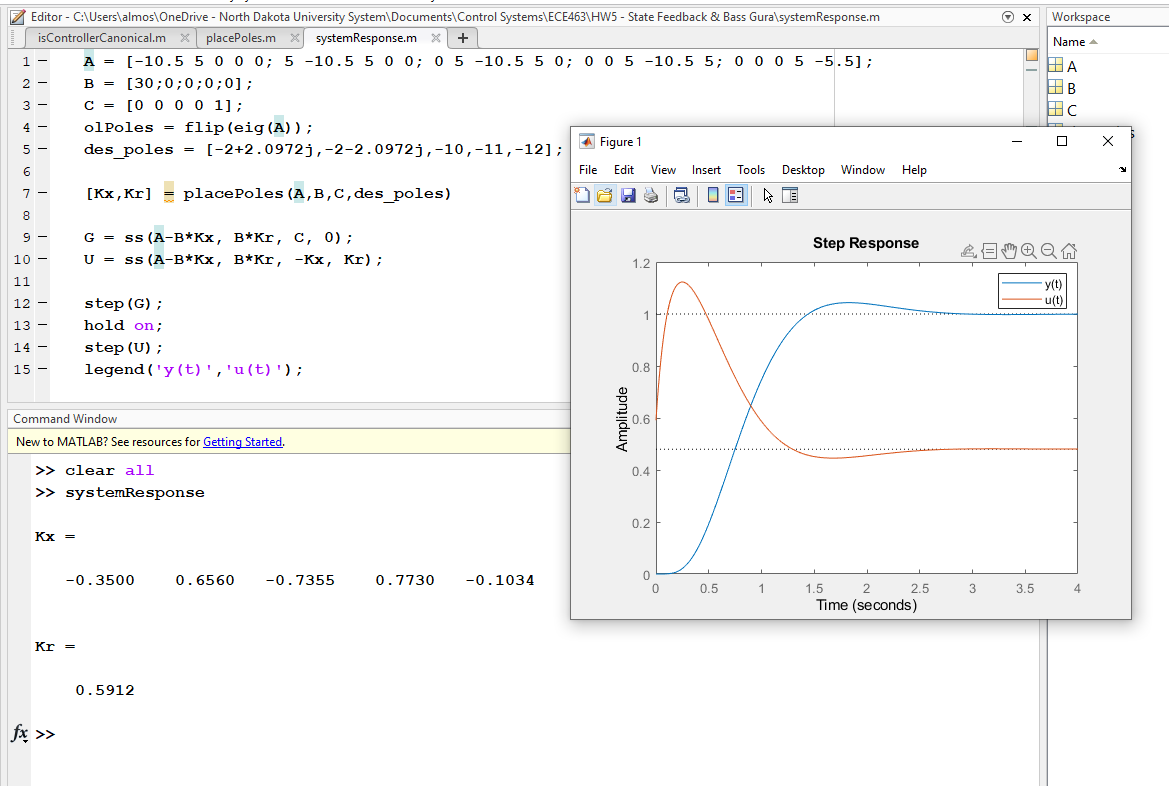 Editor - C:\Users\almos\OneDrive - North Dakota University System\Documents\Control Systems\ECE463\HW5 - State Feedback & Bass Gura\systemResponse.m
isControllerCanonical.m placePoles.m systemResponse.m +
1 A = [-10.5 5 0 0 0; 5 -10.5 5 0 0; 0 5 -10.5 5 0; 0 0 5 -10.5 5; 0 0 0 5 -5.5];
2 B = [30;0;0;0;0];
3 C = [0 0 0 0 1];
4 olPoles = flip(eig(A));
5 des_poles = [-2+2.0972j,-2-2.0972j,-10,-11,-12];
6
7 [Kx,Kr] = placePoles(A,B,C,des_poles)
8
9 G = ss(A-B*Kx, B*Kr, C, 0);
10 U = ss(A-B*Kx, B*Kr, -Kx, Kr);
11
12 step(G);
13 hold on;
14 step(U);
15 legend('y(t)','u(t)');
Workspace
Name
A
B
C
Figure 1
File Edit View Insert Tools Desktop Window Help
Step Response
y(t)
u(t)
1.2
1
0.8
0.6
0.4
0.2
0
Amplitude
0 0.5 1 1.5 2 2.5 3 3.5 4
Time (seconds)
Command Window
New to MATLAB? See resources for Getting Started.
>> clear all
>> systemResponse
Kx =
-0.3500 0.6560 -0.7355 0.7730 -0.1034
Kr =
0.5912
fx >>